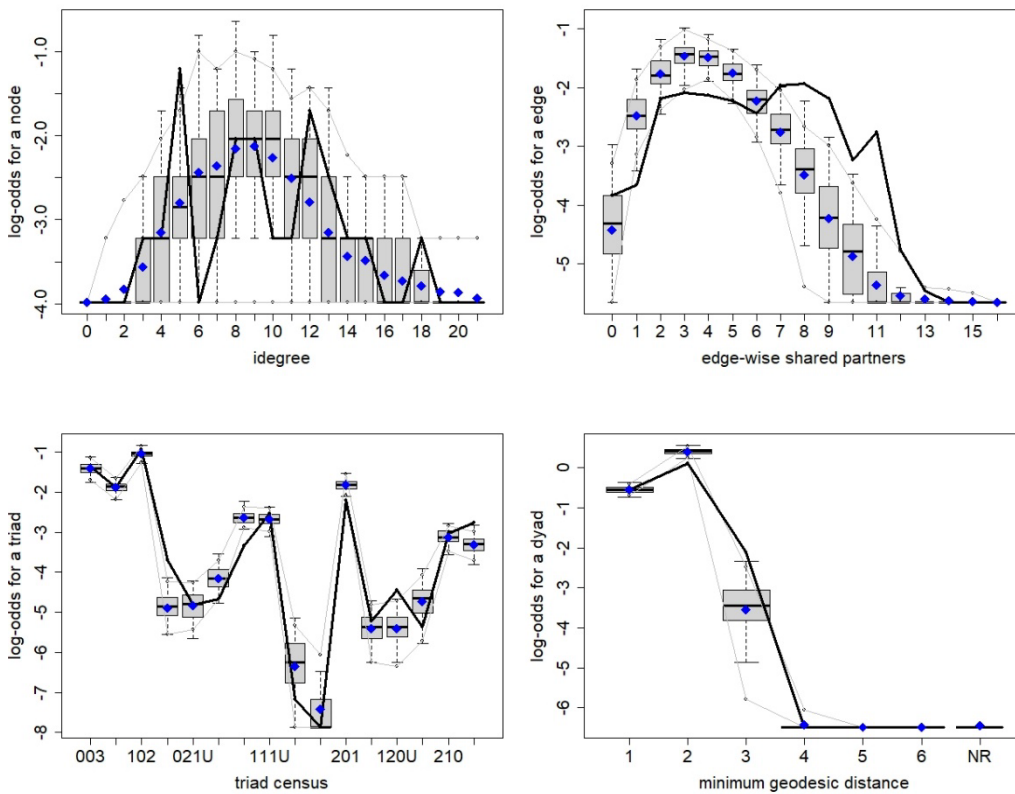 log-odds for a node
-1.0
-2.0
-3.0
-4.0
0 2 4 6 8 10 12 14 16 18 20
idegree
log-odds for a edge
-1
-2
-3
-4
-5
0 1 2 3 4 5 6 7 8 9 11 13 15
edge-wise shared partners
log-odds for a triad
-1
-2
-3
-4
-5
-6
-7
-8
003 102 021U 111U 201 120U 210
triad census
log-odds for a dyad
0
-1
-2
-3
-4
-5
-6
1 2 3 4 5 6 NR
minimum geodesic distance